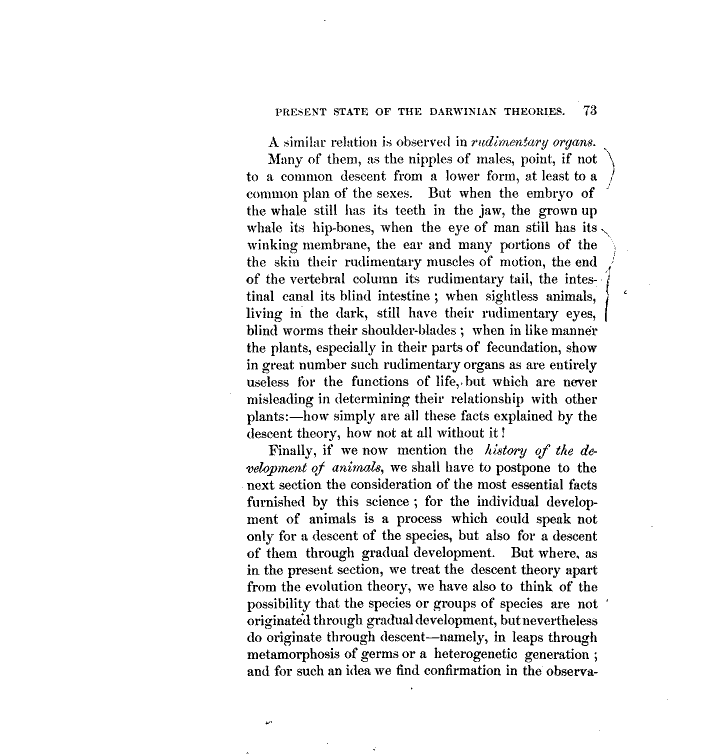 PRESENT STATE OF THE DARWINIAN THEORIES. 73
A similar relation is observed in rudimentary organs.
Many of them, as the nipples of males, point, if not
to a common descent from a lower form, at least to a
common plan of the sexes. But when the embryo of
the whale still has its teeth in the jaw, the grown up
whale its hip-bones, when the eye of man still has its
winking membrane, the ear and many portions of the
the skin their rudimentary muscles of motion, the end
of the vertebral column its rudimentary tail, the intes-
tinal canal its blind intestine ; when sightless animals,
living in the dark, still have their rudimentary eyes,
blind worms their shoulder-blades ; when in like manner
the plants, especially in their parts of fecundation, show
in great number such rudimentary organs as are entirely
useless for the functions of life, but which are never
misleading in determining their relationship with other
plants:—how simply are all these facts explained by the
descent theory, how not at all without it !
Finally, if we now mention the history of the de-
velopment of animals, we shall have to postpone to the
next section the consideration of the most essential facts
furnished by this science ; for the individual develop-
ment of animals is a process which could speak not
only for a descent of the species, but also for a descent
of them through gradual development. But where, as
in the present section, we treat the descent theory apart
from the evolution theory, we have also to think of the
possibility that the species or groups of species are not
originated through gradual development, but nevertheless
do originate through descent—namely, in leaps through
metamorphosis of germs or a heterogenetic generation ;
and for such an idea we find confirmation in the observa-